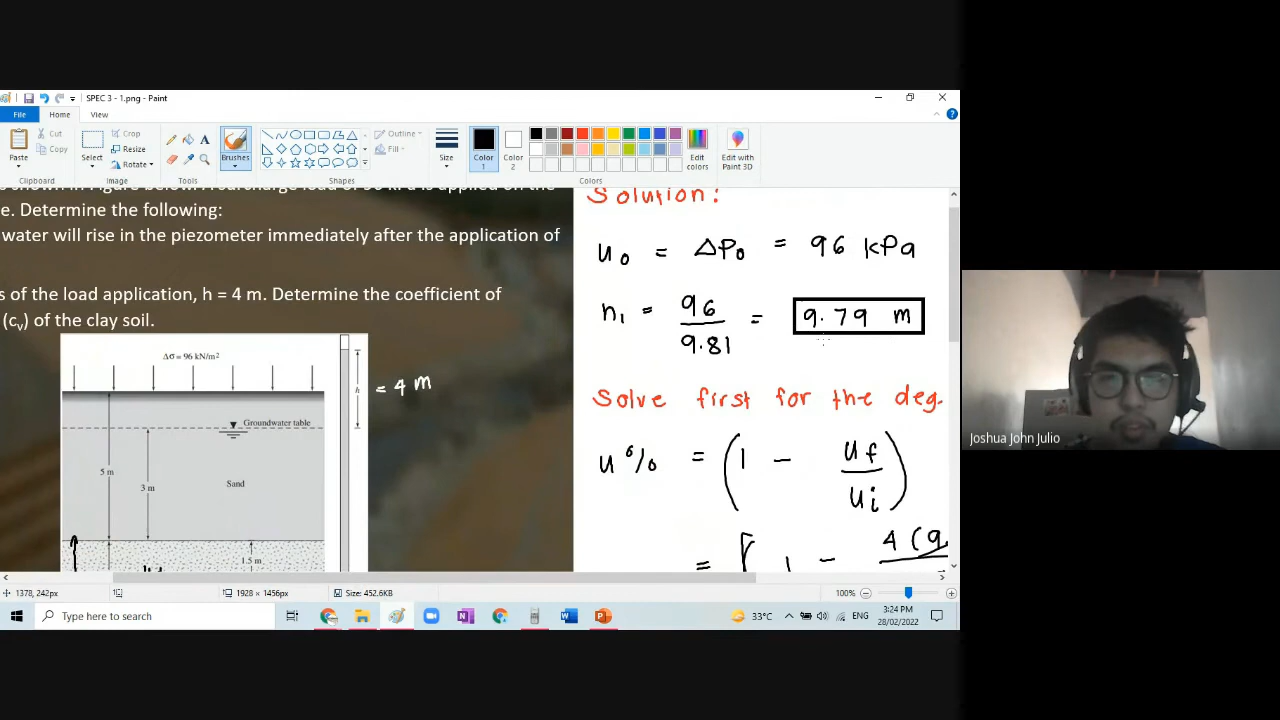 SPEC 3 - 1.png - Paint
File Home View
Paste Cut Copy Clipboard
Select Crop Resize Rotate Image
Tools
Brushes
Shapes
Outline Fill
Size
Color 1 Color 2
Edit colors
Colors
Edit with Paint 3D
e. Determine the following:
water will rise in the piezometer immediately after the application of
s of the load application, h = 4 m. Determine the coefficient of
(cv) of the clay soil.
Δσ = 96 kN/m²
h = 4 m
Groundwater table
5 m
3 m
Sand
1.5 m
Solution:
u₀ = ΔP₀ = 96 kPa
h₁ = 96/9.81 = 9.79 m
Solve first for the deg.
u% = (1 - uf/ui)
= [1 - 4(9.
Joshua John Julio
1378, 242px
1928 × 1456px
Size: 452.6KB
100%
Type here to search
33°C
ENG
3:24 PM
28/02/2022